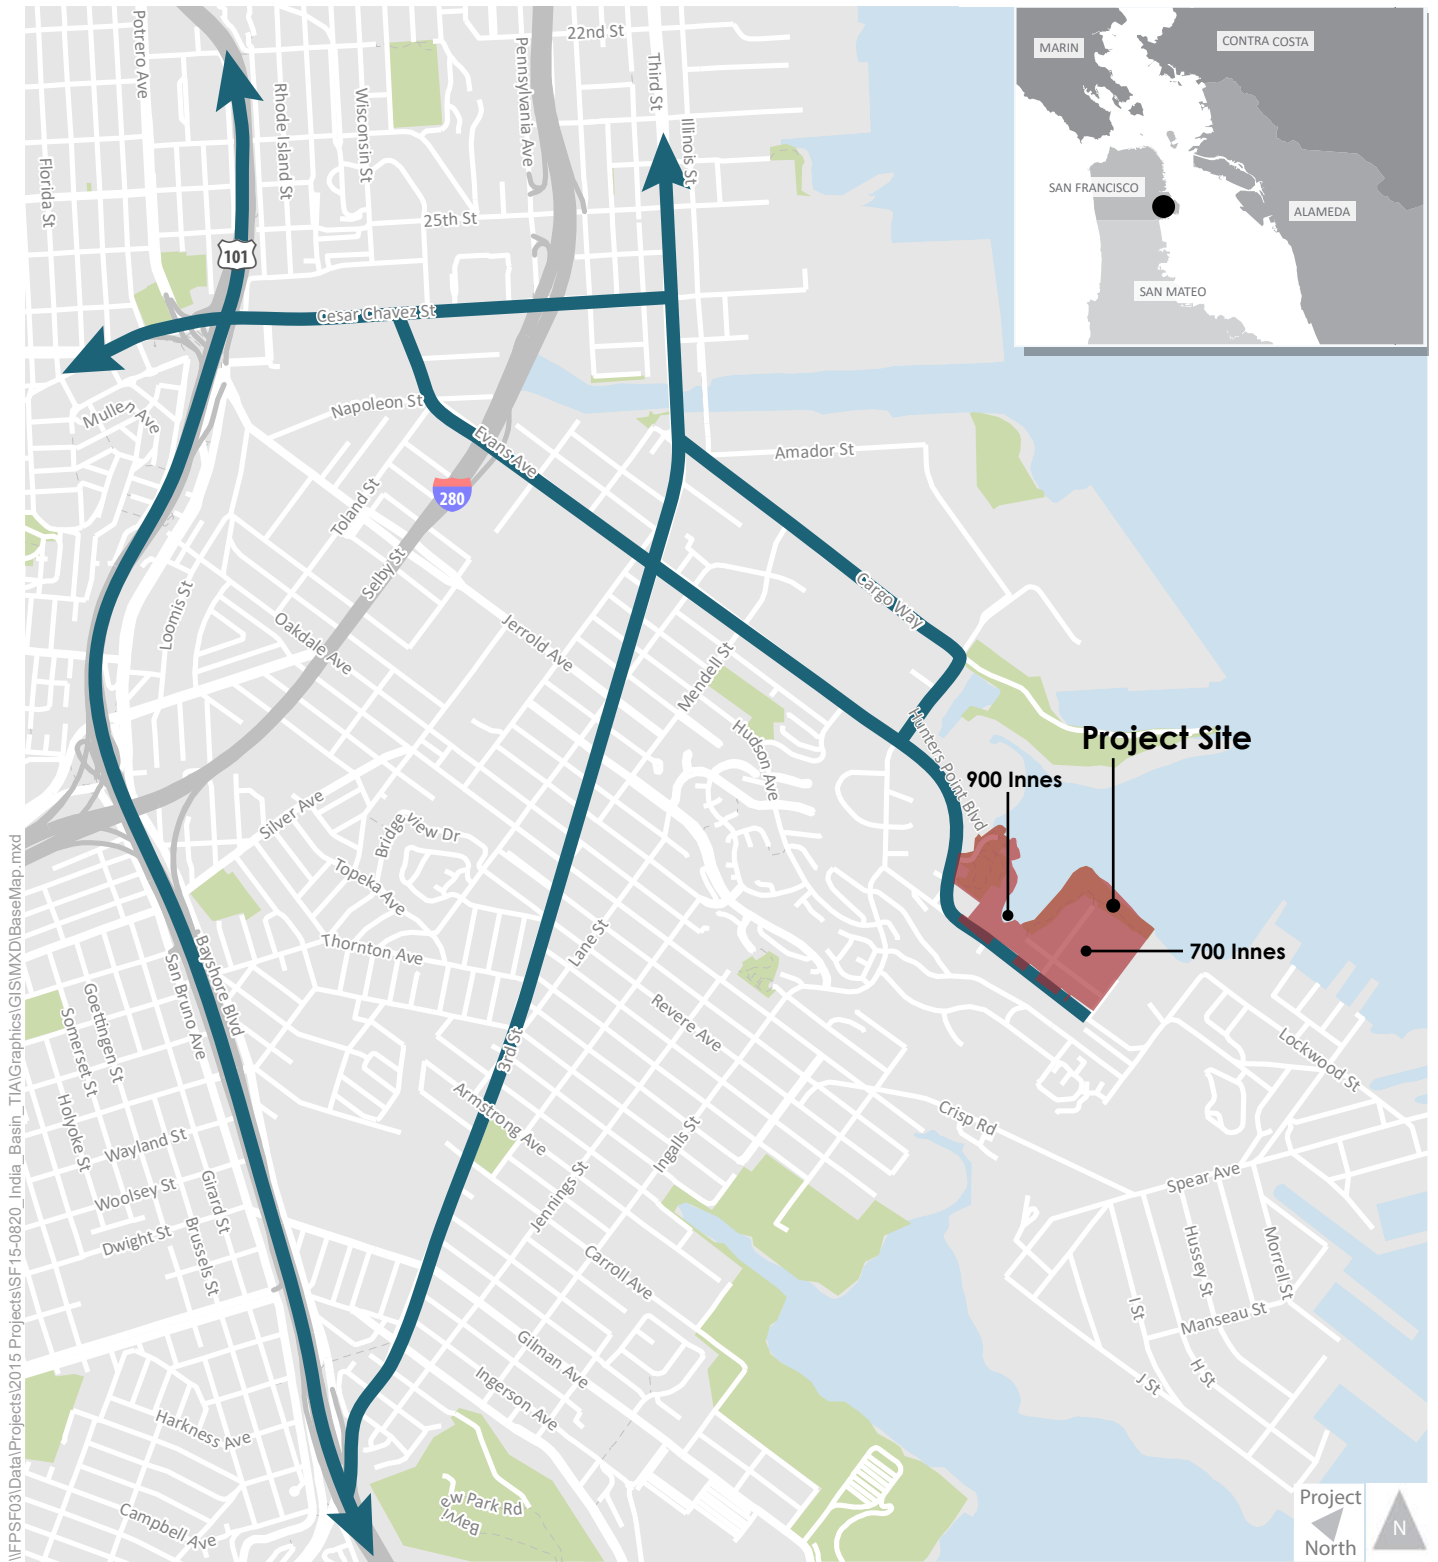 Potrero Ave
22nd St
Pennsylvania Ave
Third St
Illinois St
Rhode Island St
Wisconsin St
Florida St
25th St
101
Cesar Chavez St
MARIN
CONTRA COSTA
SAN FRANCISCO
ALAMEDA
SAN MATEO
Mullen Ave
Napoleon St
Evans Ave
Amador St
280
Toland St
Selby St
Loomis St
Oakdale Ave
Jerrold Ave
Cargo Way
Mendell St
Hudson Ave
Hunters Point Blvd
Project Site
900 Innes
700 Innes
Silver Ave
Bridge
view Dr
Topeka Ave
Thornton Ave
Lane St
Bayshore Blvd
San Bruno Ave
Goettingen St
Somerset St
Holyoke St
Revere Ave
3rd St
Armstrong Ave
Ingalls St
Jennings St
Crisp Rd
Lockwood St
Spear Ave
Wayland St
Woolsey St
Dwight St
Girard St
Brussels St
Carroll Ave
Hussey St
Morrell St
I St
Manseau St
H St
J St
Gilman Ave
Ingerson Ave
Harkness Ave
Campbell Ave
Bayvi
ew Park Rd
Project
North
N
\\FPSF03\Data\Projects\2015 Projects\SF15-0820_India_Basin_TIA\Graphics\GIS\MXD\BaseMap.mxd